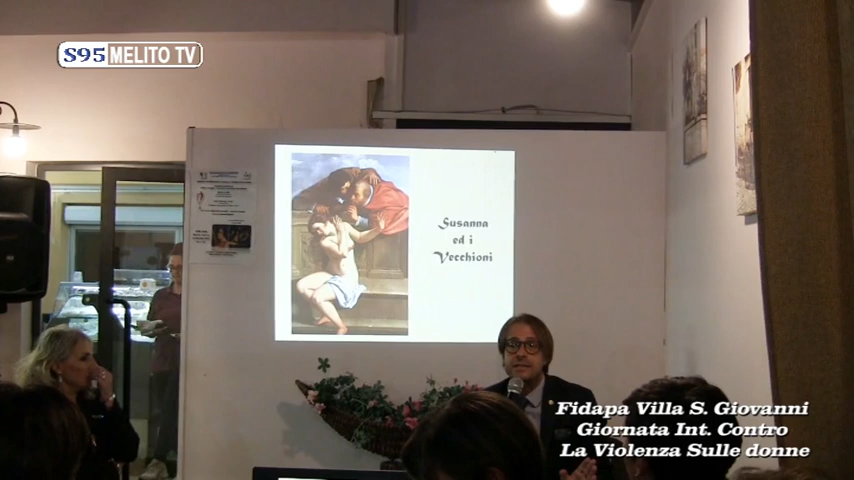 S95 MELITO TV
Susanna
ed i
Vecchioni
Fidapa Villa S. Giovanni
Giornata Int. Contro
La Violenza Sulle donne